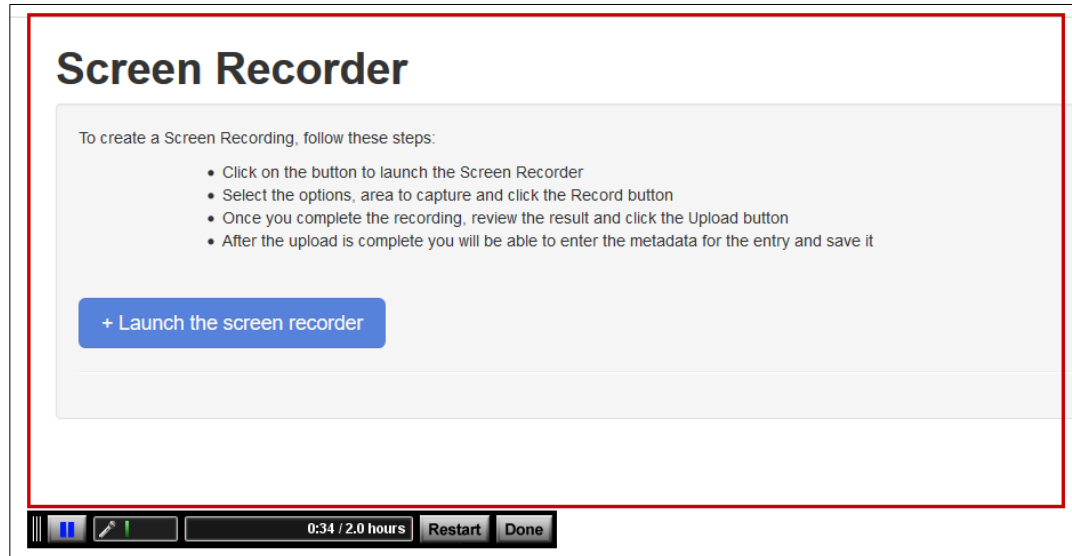 Screen Recorder
To create a Screen Recording, follow these steps:
• Click on the button to launch the Screen Recorder
• Select the options, area to capture and click the Record button
• Once you complete the recording, review the result and click the Upload button
• After the upload is complete you will be able to enter the metadata for the entry and save it
+ Launch the screen recorder
0:34 / 2.0 hours Restart Done